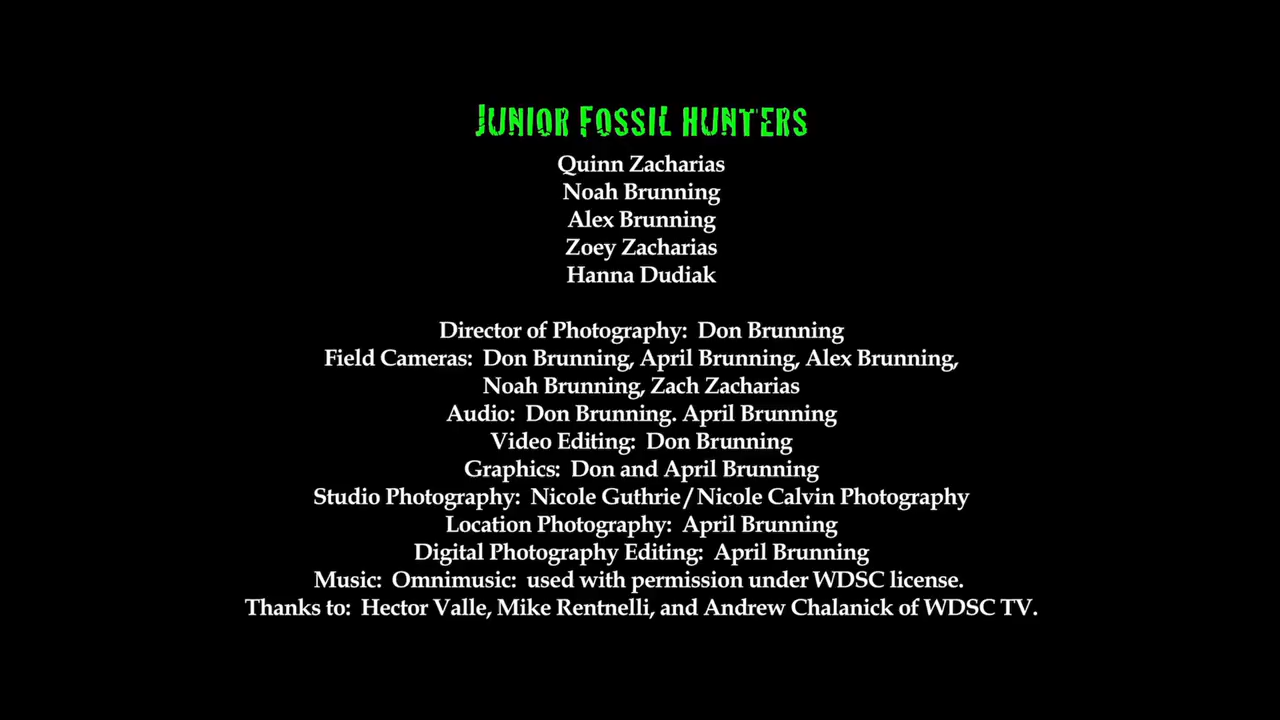 JUNIOR FOSSIL HUNTERS
Quinn Zacharias
Noah Brunning
Alex Brunning
Zoey Zacharias
Hanna Dudiak
Director of Photography: Don Brunning
Field Cameras: Don Brunning, April Brunning, Alex Brunning,
Noah Brunning, Zach Zacharias
Audio: Don Brunning. April Brunning
Video Editing: Don Brunning
Graphics: Don and April Brunning
Studio Photography: Nicole Guthrie/Nicole Calvin Photography
Location Photography: April Brunning
Digital Photography Editing: April Brunning
Music: Omnimusic: used with permission under WDSC license.
Thanks to: Hector Valle, Mike Rentnelli, and Andrew Chalanick of WDSC TV.